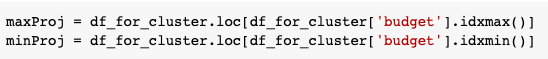 maxProj = df_for_cluster.loc[df_for_cluster['budget'].idxmax()]
minProj = df_for_cluster.loc[df_for_cluster['budget'].idxmin()]